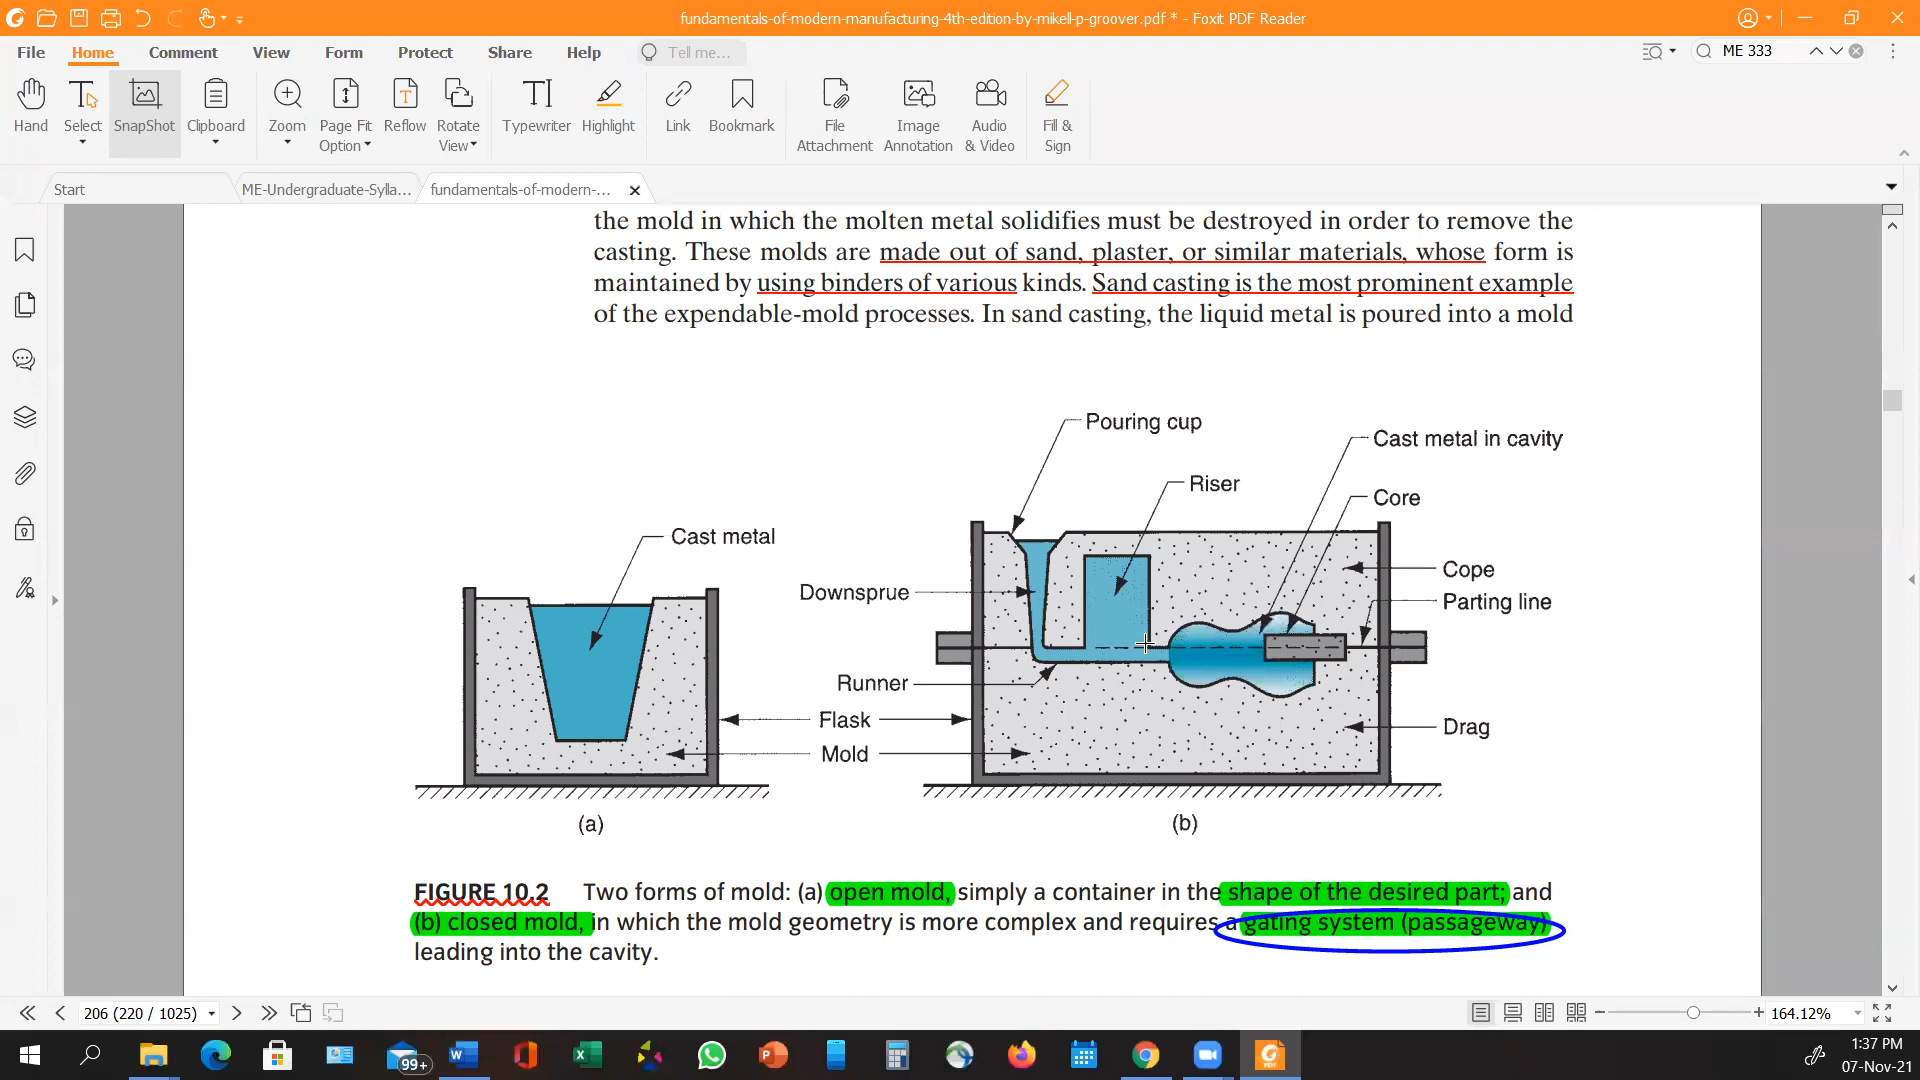 fundamentals-of-modern-manufacturing-4th-edition-by-mikell-p-groover.pdf * - Foxit PDF Reader
File Home Comment View Form Protect Share Help Tell me... ME 333
Hand Select SnapShot Clipboard Zoom Page Fit Option Reflow Rotate View Typewriter Highlight Link Bookmark File Attachment Image Annotation Audio & Video Fill & Sign
Start ME-Undergraduate-Sylla... fundamentals-of-modern-...
the mold in which the molten metal solidifies must be destroyed in order to remove the
casting. These molds are made out of sand, plaster, or similar materials, whose form is
maintained by using binders of various kinds. Sand casting is the most prominent example
of the expendable-mold processes. In sand casting, the liquid metal is poured into a mold
Pouring cup
Cast metal in cavity
Riser
Core
Cast metal
Cope
Downsprue
Parting line
Runner
Flask
Drag
Mold
(a)
(b)
FIGURE 10.2 Two forms of mold: (a) open mold, simply a container in the shape of the desired part; and
(b) closed mold, in which the mold geometry is more complex and requires a gating system (passageway)
leading into the cavity.
206 (220 / 1025) 164.12%
99+
1:37 PM
07-Nov-21